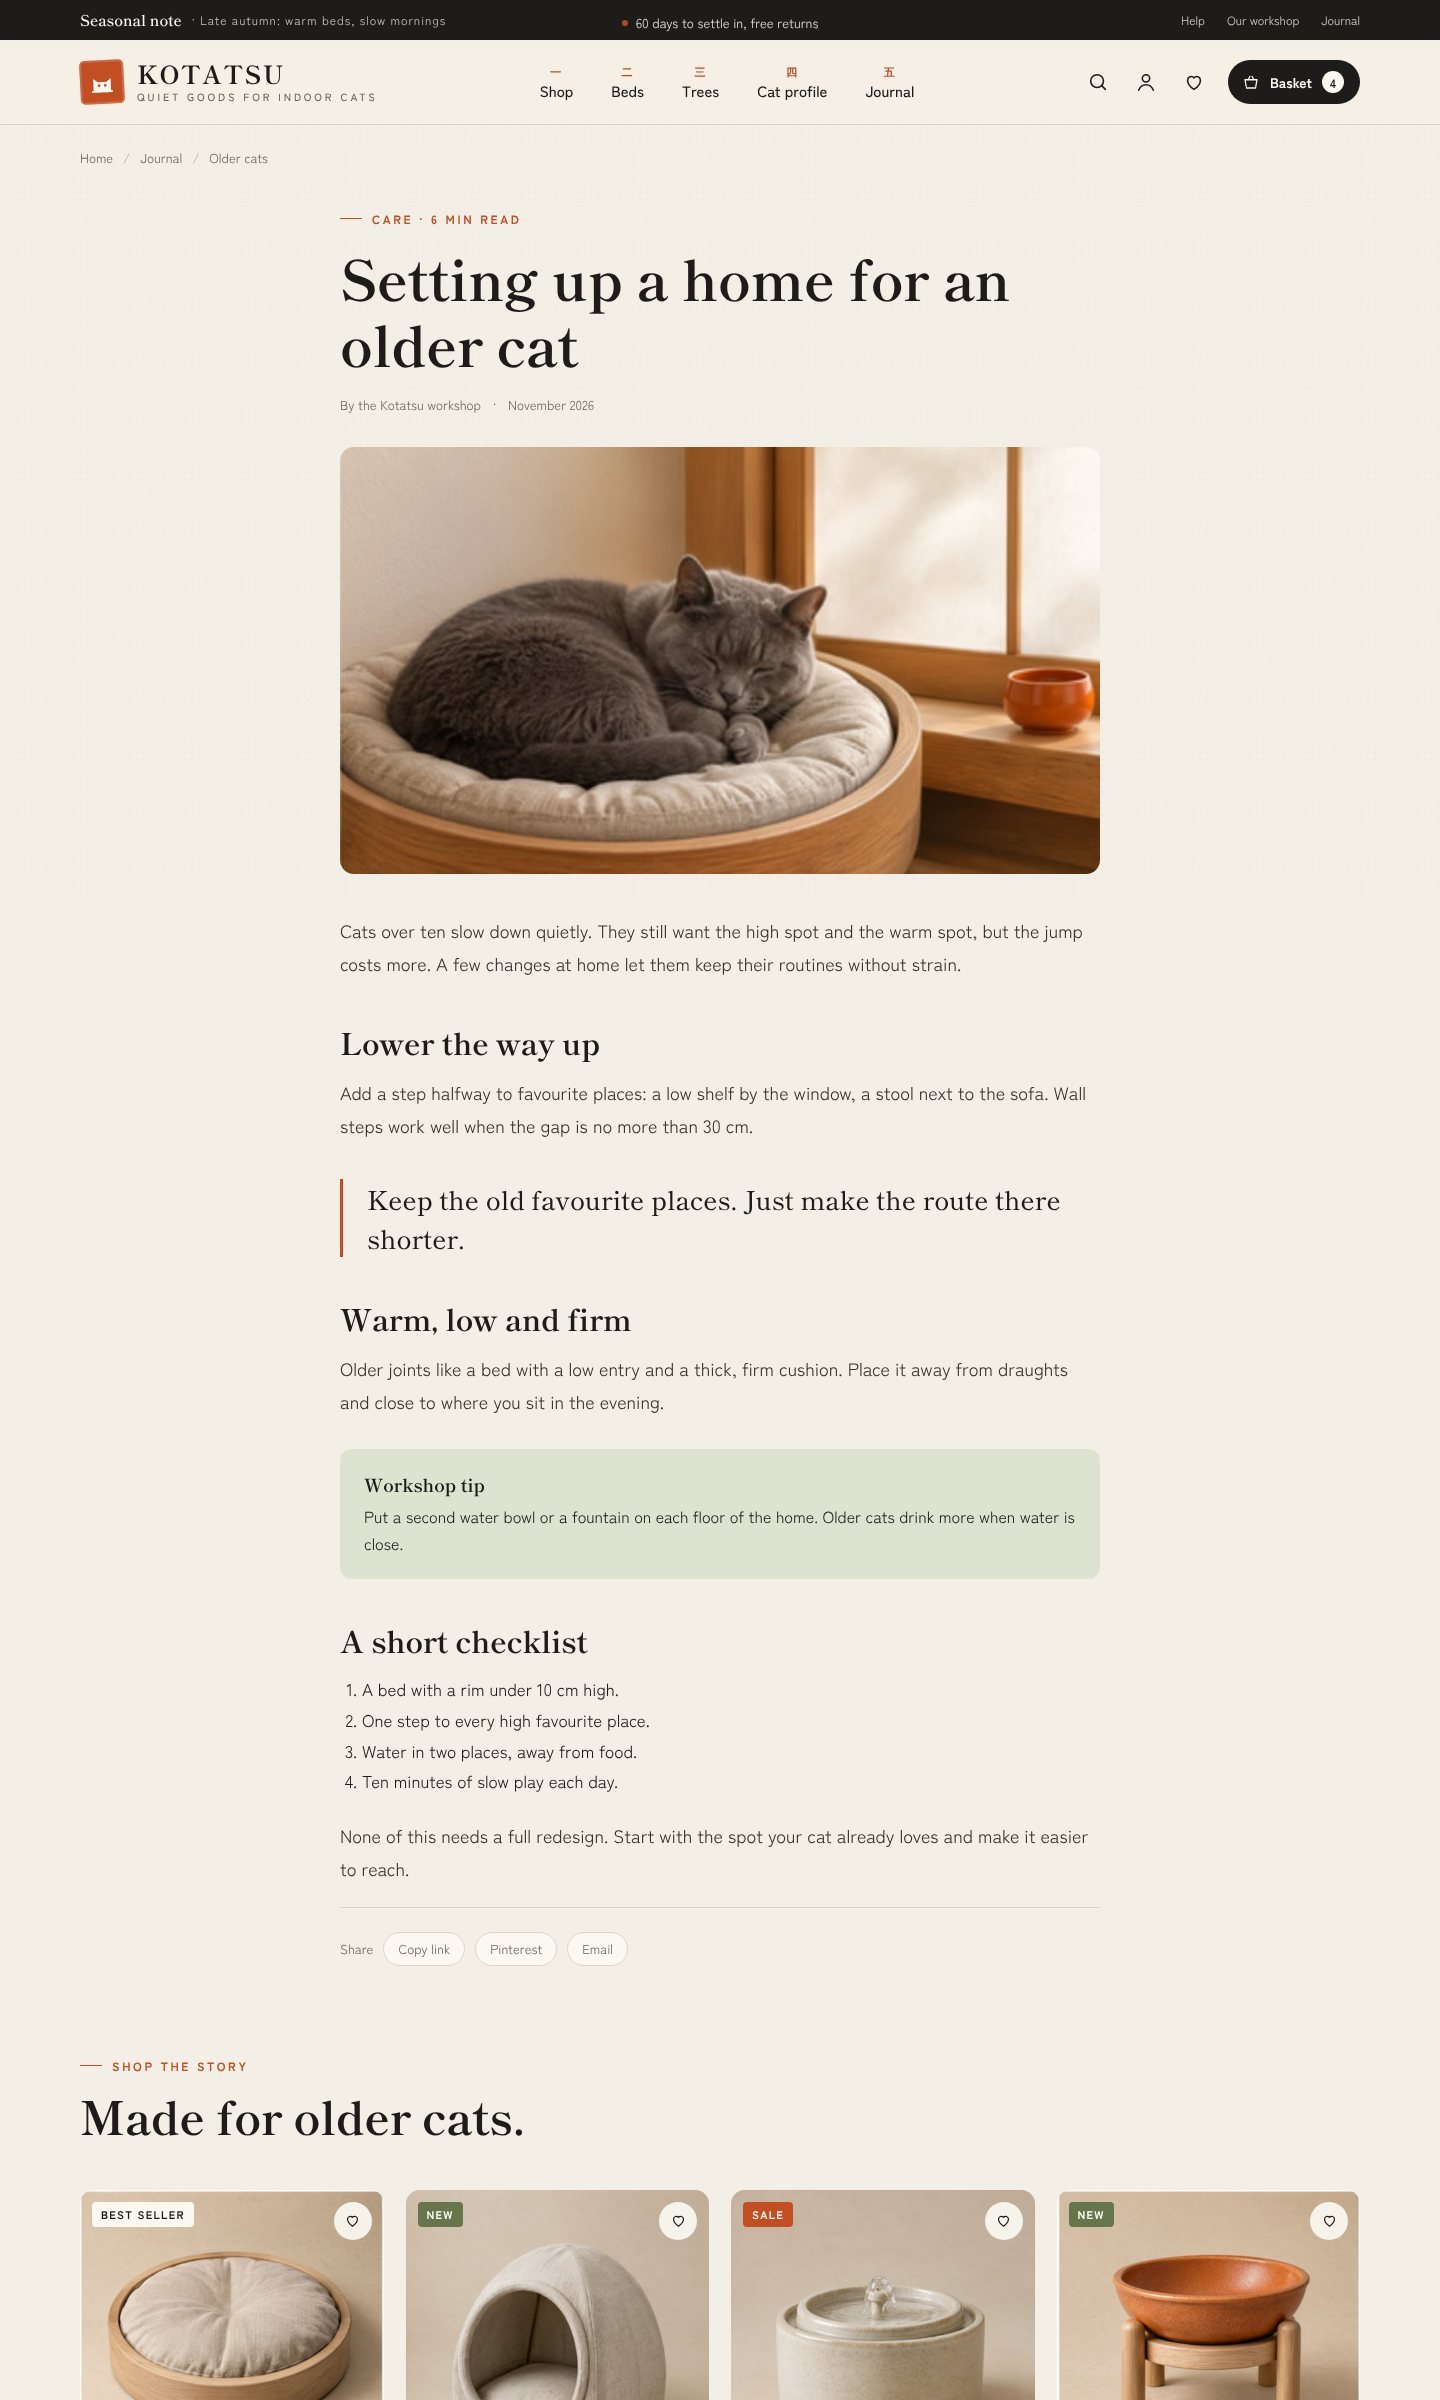 Seasonal note · Late autumn: warm beds, slow mornings
60 days to settle in, free returns
Help Our workshop Journal
KOTATSU
QUIET GOODS FOR INDOOR CATS
一 二 三 四 五
Shop Beds Trees Cat profile Journal
Basket 4
Home / Journal / Older cats
CARE · 6 MIN READ
Setting up a home for an
older cat
By the Kotatsu workshop · November 2026
Cats over ten slow down quietly. They still want the high spot and the warm spot, but the jump
costs more. A few changes at home let them keep their routines without strain.
Lower the way up
Add a step halfway to favourite places: a low shelf by the window, a stool next to the sofa. Wall
steps work well when the gap is no more than 30 cm.
Keep the old favourite places. Just make the route there
shorter.
Warm, low and firm
Older joints like a bed with a low entry and a thick, firm cushion. Place it away from draughts
and close to where you sit in the evening.
Workshop tip
Put a second water bowl or a fountain on each floor of the home. Older cats drink more when water is
close.
A short checklist
1. A bed with a rim under 10 cm high.
2. One step to every high favourite place.
3. Water in two places, away from food.
4. Ten minutes of slow play each day.
None of this needs a full redesign. Start with the spot your cat already loves and make it easier
to reach.
Share Copy link Pinterest Email
SHOP THE STORY
Made for older cats.
BEST SELLER NEW SALE NEW